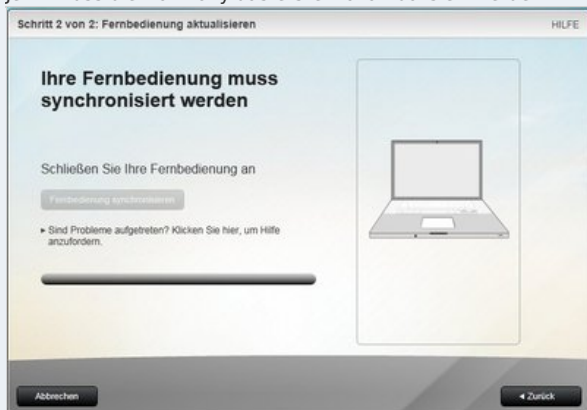 Schritt 2 von 2: Fernbedienung aktualisieren
HILFE
Ihre Fernbedienung muss
synchronisiert werden
Schließen Sie Ihre Fernbedienung an
Fernbedienung synchronisieren
▸ Sind Probleme aufgetreten? Klicken Sie hier, um Hilfe
anzufordern.
Abbrechen
◂ Zurück